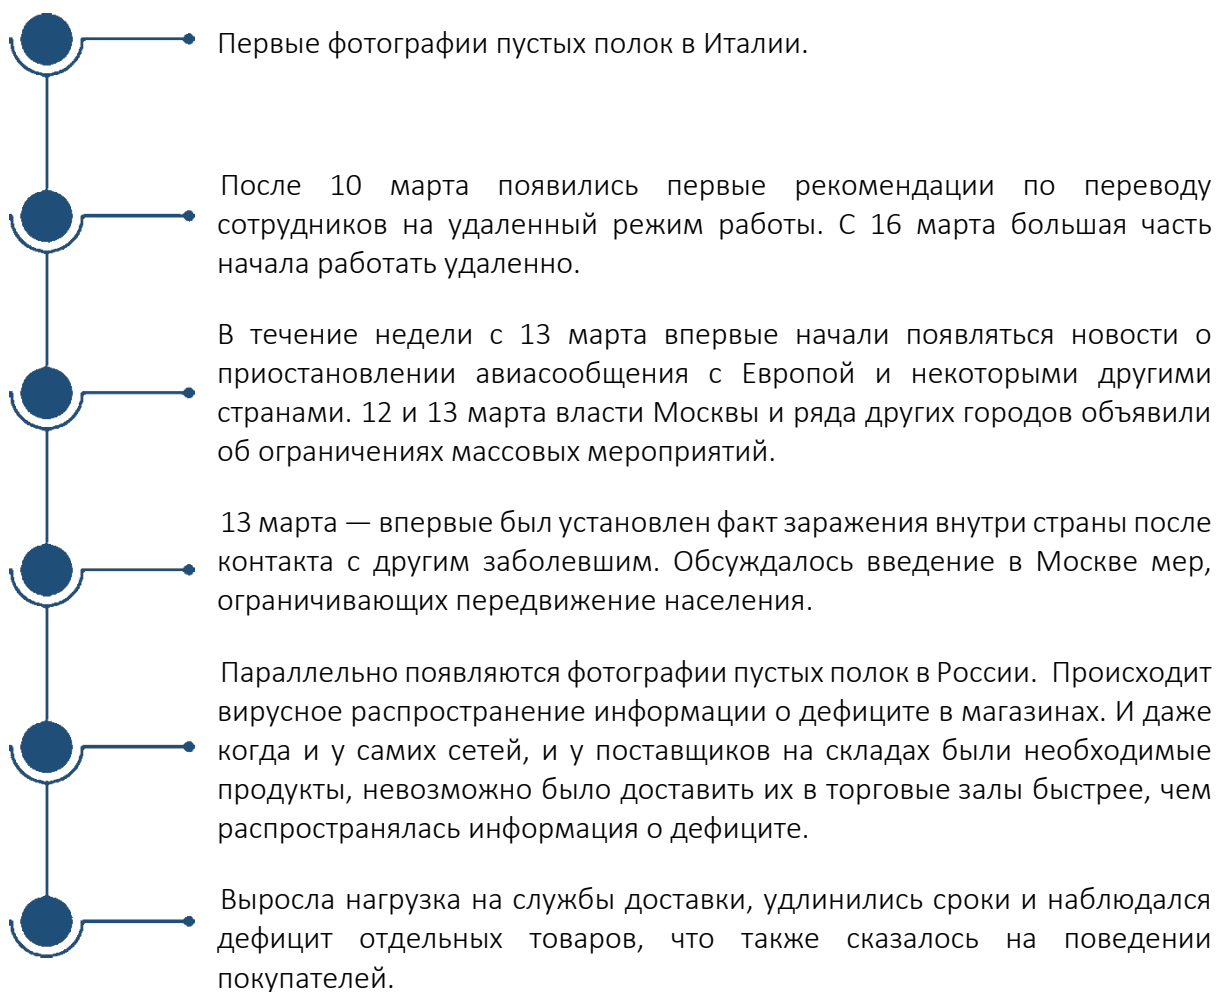 Первые фотографии пустых полок в Италии.
После 10 марта появились первые рекомендации по переводу
сотрудников на удаленный режим работы. С 16 марта большая часть
начала работать удаленно.
В течение недели с 13 марта впервые начали появляться новости о
приостановлении авиасообщения с Европой и некоторыми другими
странами. 12 и 13 марта власти Москвы и ряда других городов объявили
об ограничениях массовых мероприятий.
13 марта — впервые был установлен факт заражения внутри страны после
контакта с другим заболевшим. Обсуждалось введение в Москве мер,
ограничивающих передвижение населения.
Параллельно появляются фотографии пустых полок в России. Происходит
вирусное распространение информации о дефиците в магазинах. И даже
когда и у самих сетей, и у поставщиков на складах были необходимые
продукты, невозможно было доставить их в торговые залы быстрее, чем
распространялась информация о дефиците.
Выросла нагрузка на службы доставки, удлинились сроки и наблюдался
дефицит отдельных товаров, что также сказалось на поведении
покупателей.